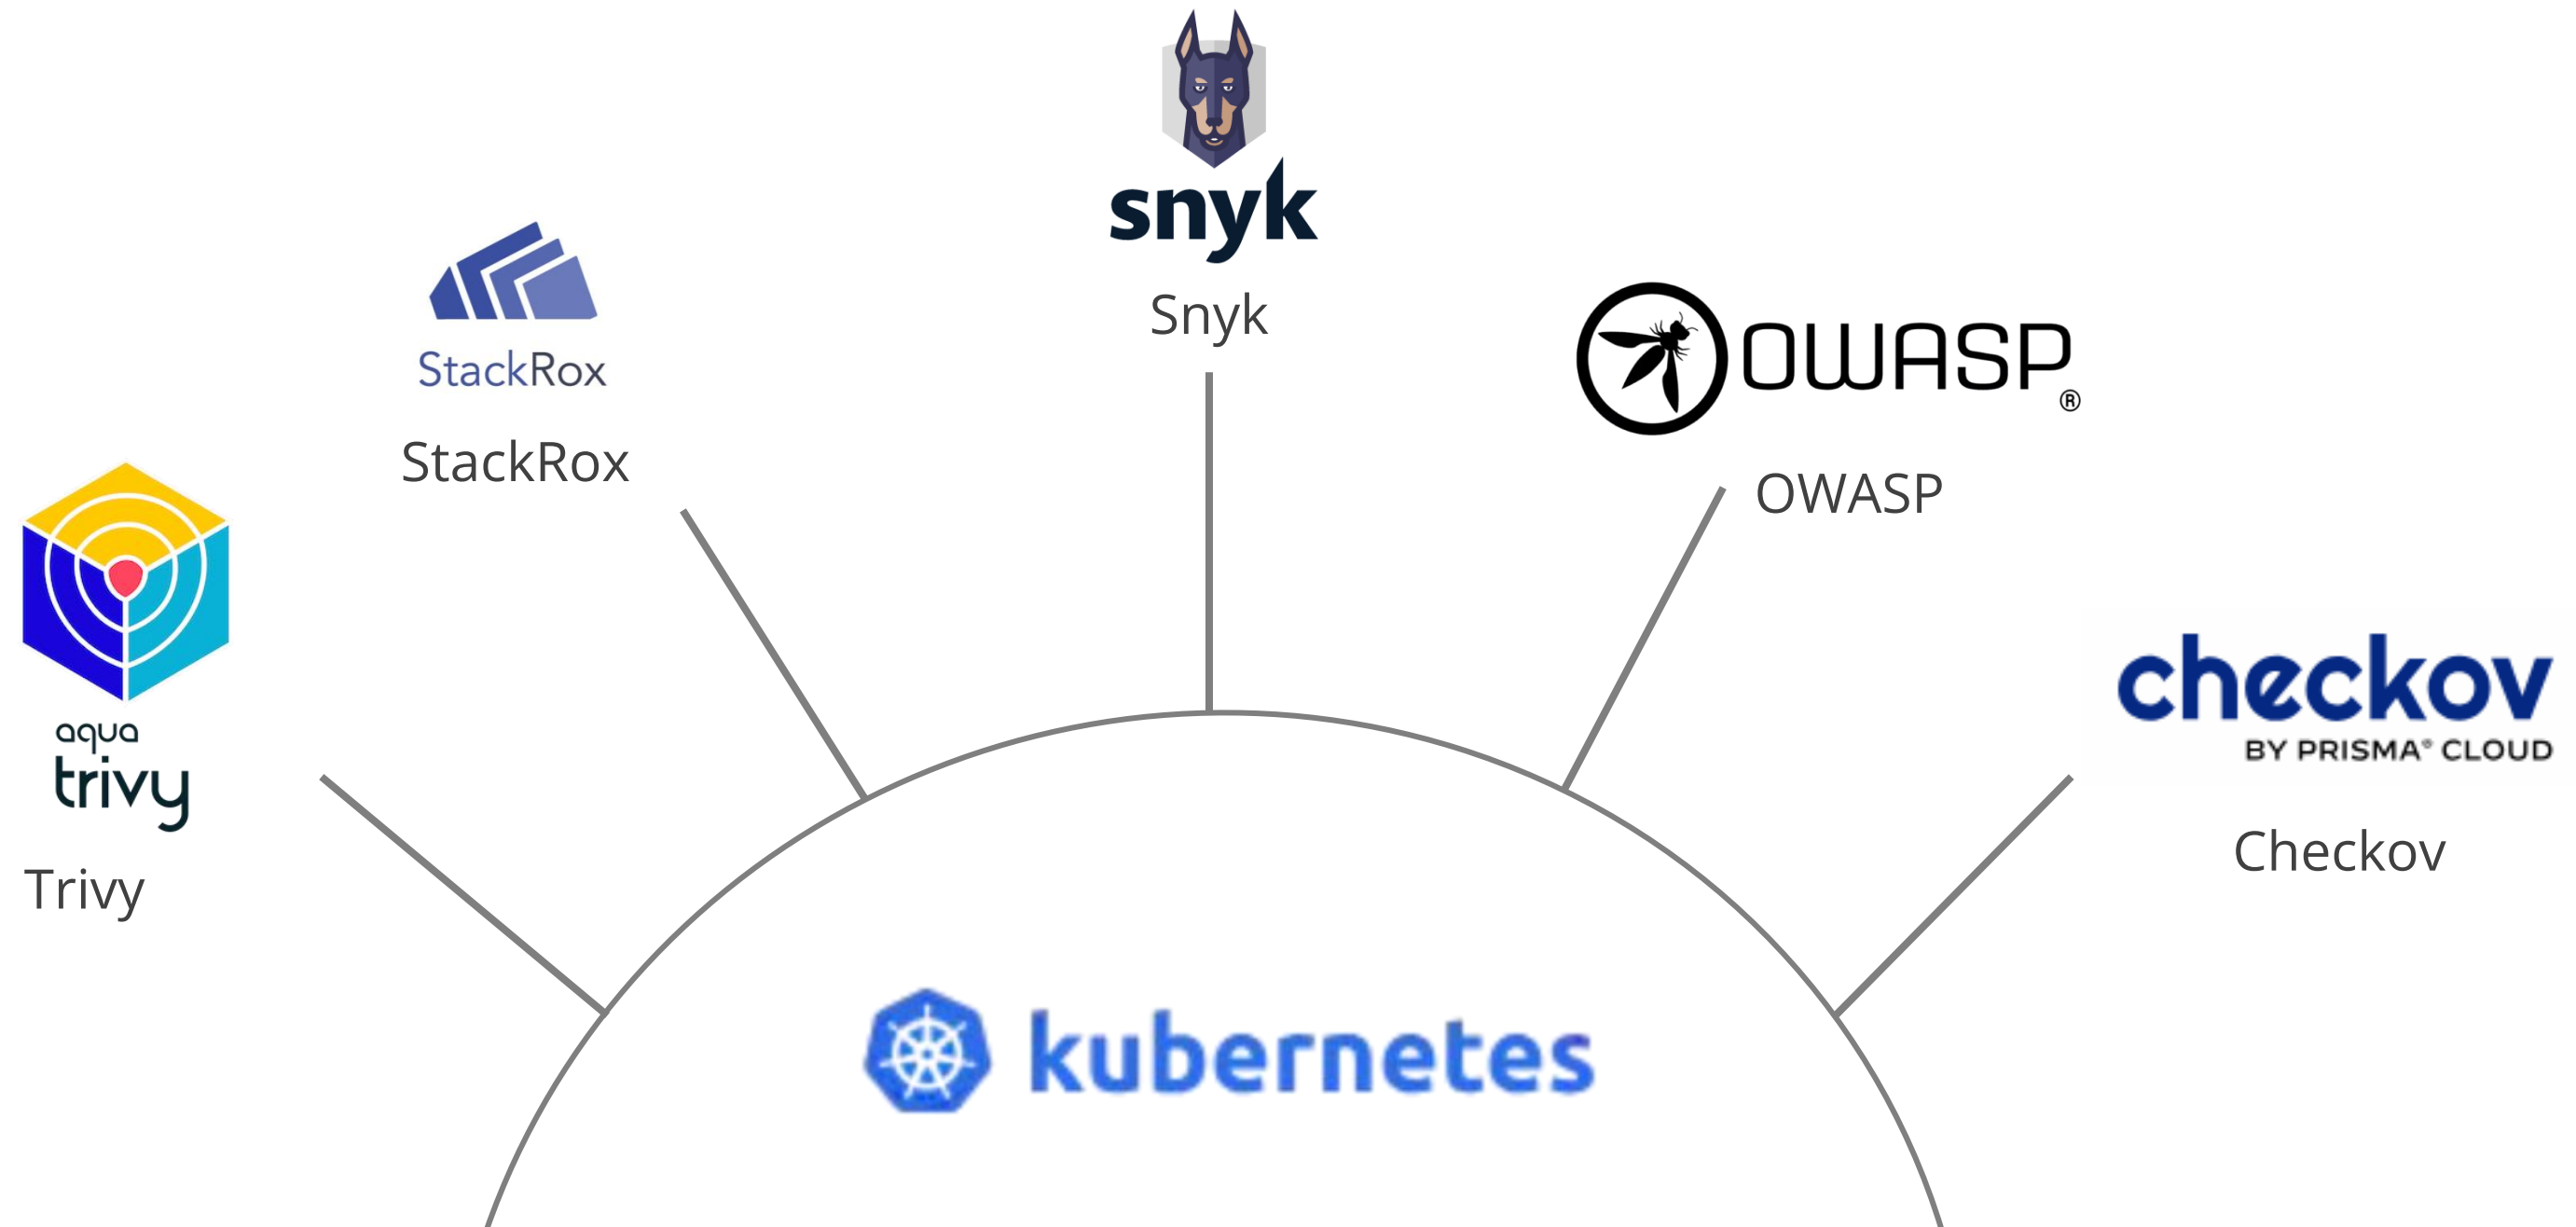 snyk
Snyk
StackRox
StackRox
OWASP®
OWASP
aqua
trivy
Trivy
checkov
BY PRISMA® CLOUD
Checkov
kubernetes